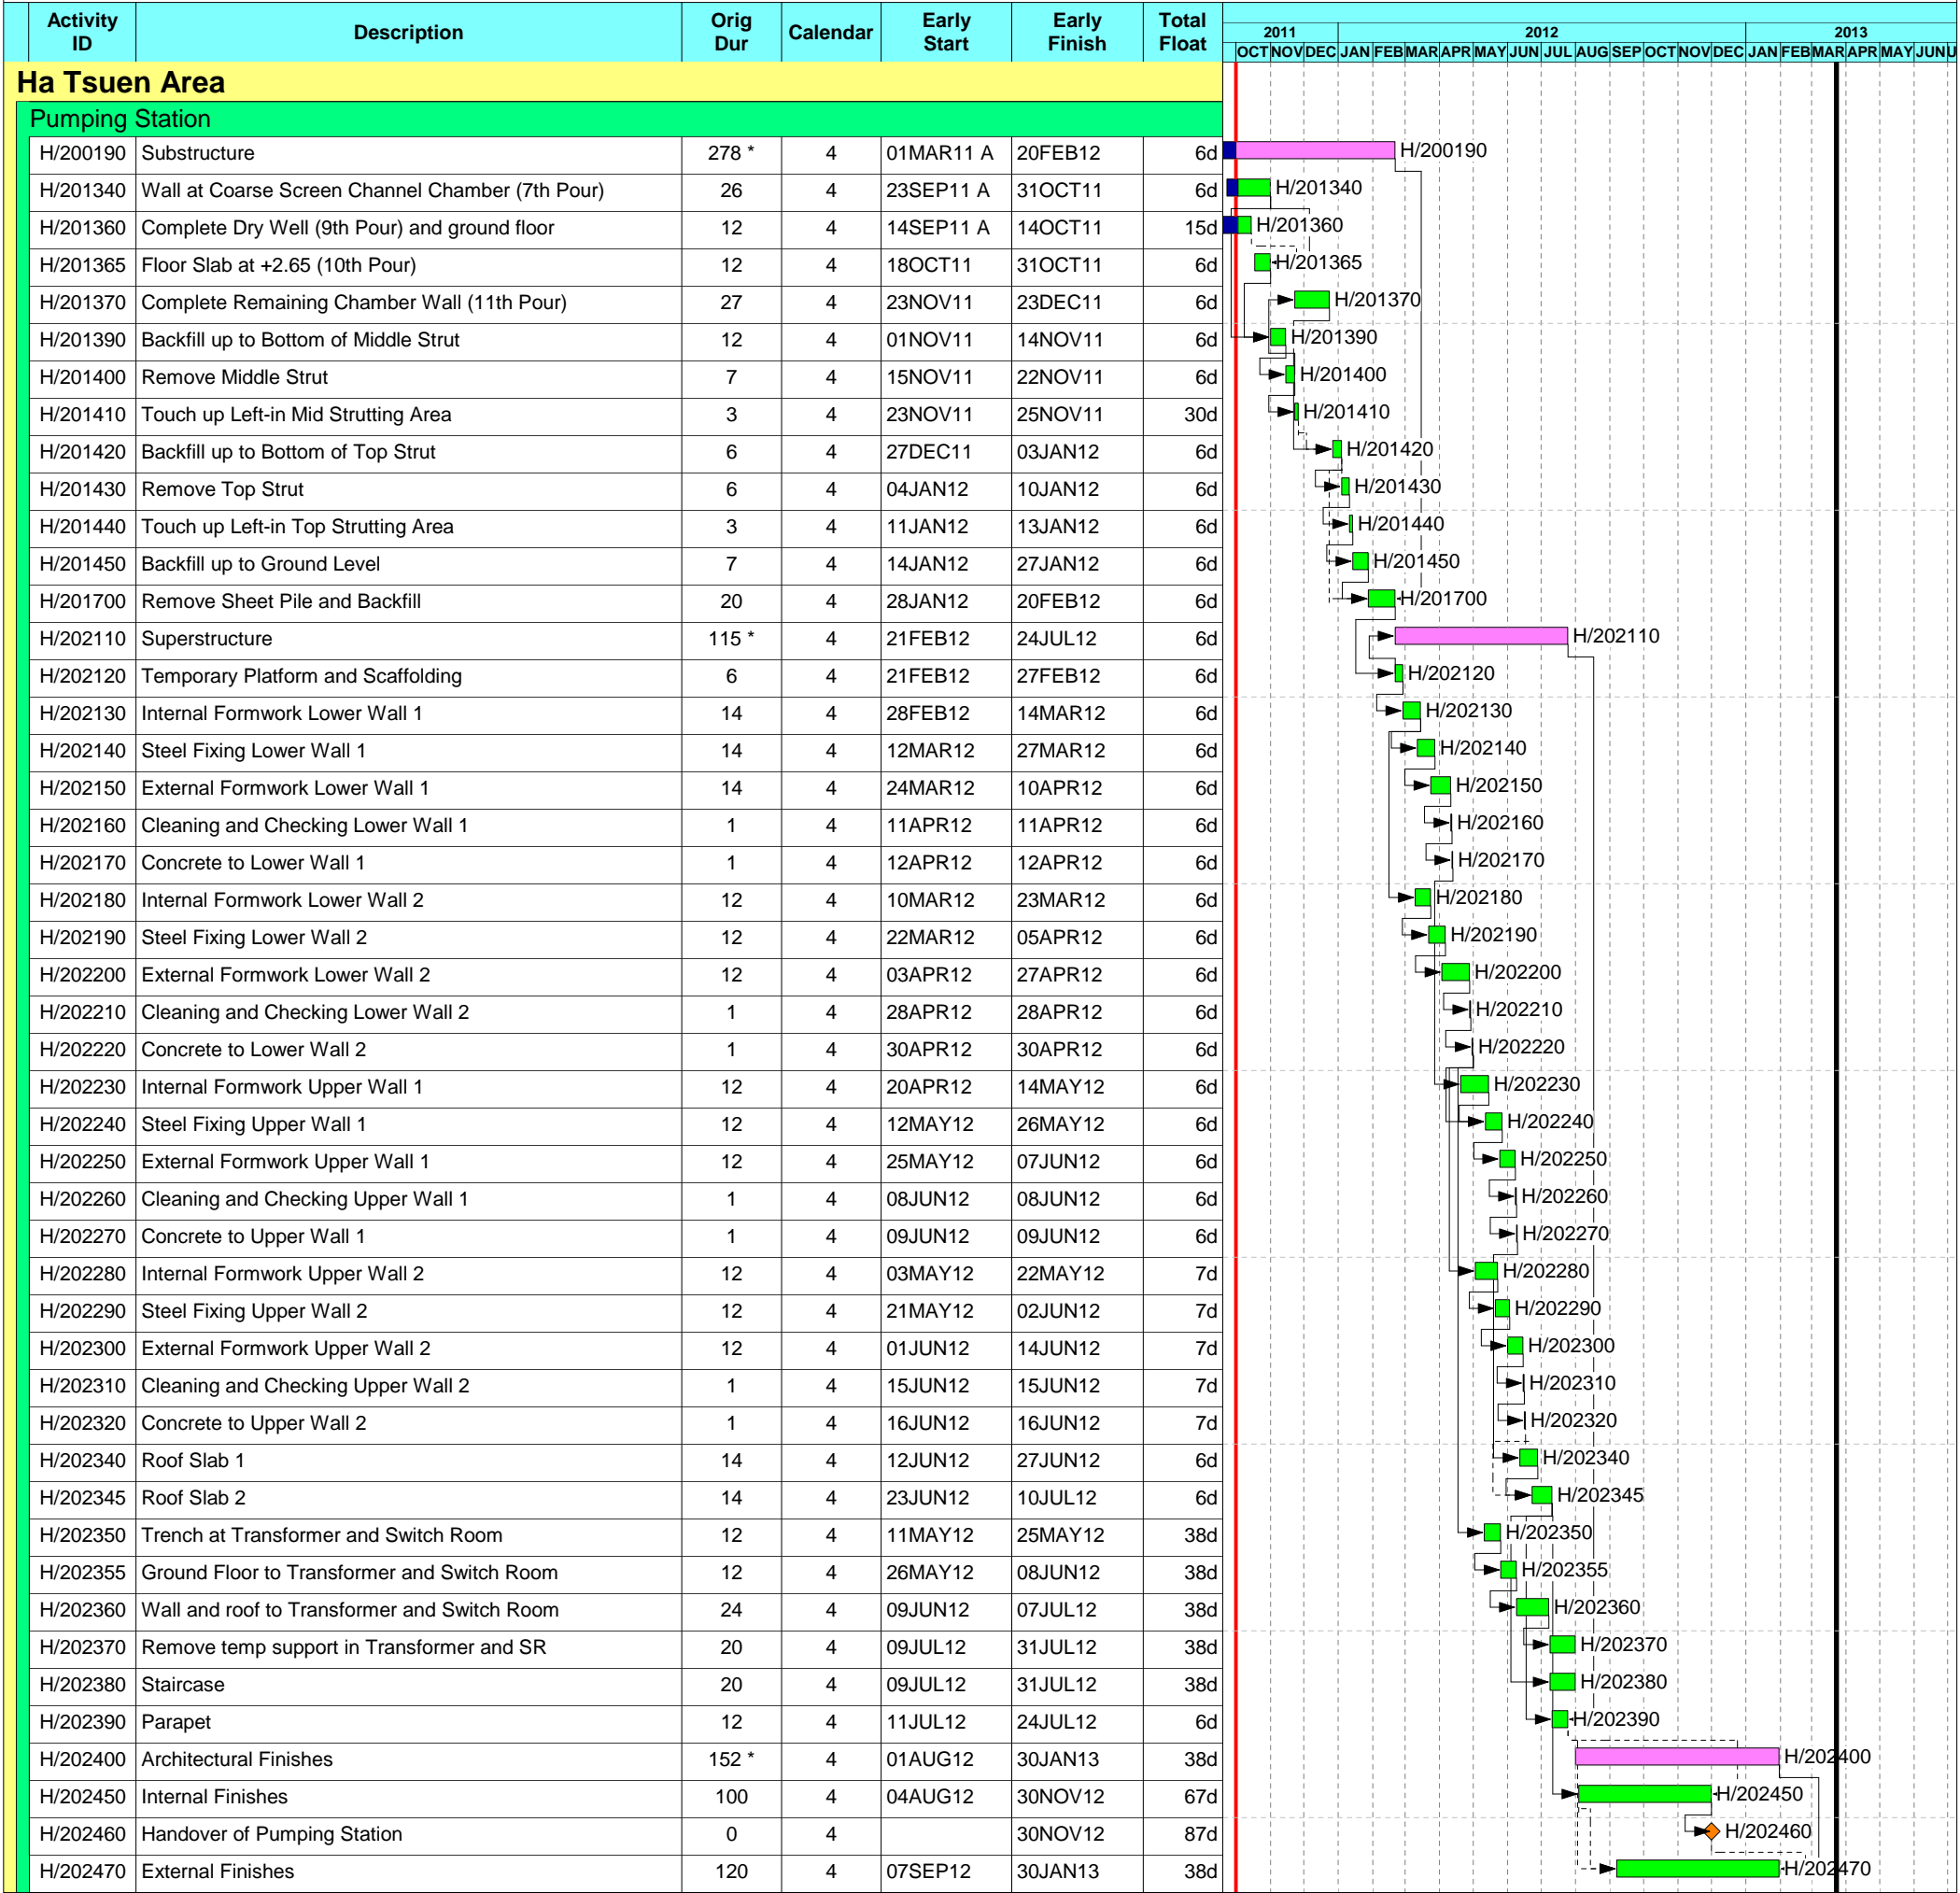 Activity ID Description Orig Dur Calendar Early Start Early Finish Total Float
2011 2012 2013
OCT NOV DEC JAN FEB MAR APR MAY JUN JUL AUG SEP OCT NOV DEC JAN FEB MAR APR MAY JUN
Ha Tsuen Area
Pumping Station
H/200190 Substructure 278 * 4 01MAR11 A 20FEB12 6d H/200190
H/201340 Wall at Coarse Screen Channel Chamber (7th Pour) 26 4 23SEP11 A 31OCT11 6d H/201340
H/201360 Complete Dry Well (9th Pour) and ground floor 12 4 14SEP11 A 14OCT11 15d H/201360
H/201365 Floor Slab at +2.65 (10th Pour) 12 4 18OCT11 31OCT11 6d H/201365
H/201370 Complete Remaining Chamber Wall (11th Pour) 27 4 23NOV11 23DEC11 6d H/201370
H/201390 Backfill up to Bottom of Middle Strut 12 4 01NOV11 14NOV11 6d H/201390
H/201400 Remove Middle Strut 7 4 15NOV11 22NOV11 6d H/201400
H/201410 Touch up Left-in Mid Strutting Area 3 4 23NOV11 25NOV11 30d H/201410
H/201420 Backfill up to Bottom of Top Strut 6 4 27DEC11 03JAN12 6d H/201420
H/201430 Remove Top Strut 6 4 04JAN12 10JAN12 6d H/201430
H/201440 Touch up Left-in Top Strutting Area 3 4 11JAN12 13JAN12 6d H/201440
H/201450 Backfill up to Ground Level 7 4 14JAN12 27JAN12 6d H/201450
H/201700 Remove Sheet Pile and Backfill 20 4 28JAN12 20FEB12 6d H/201700
H/202110 Superstructure 115 * 4 21FEB12 24JUL12 6d H/202110
H/202120 Temporary Platform and Scaffolding 6 4 21FEB12 27FEB12 6d H/202120
H/202130 Internal Formwork Lower Wall 1 14 4 28FEB12 14MAR12 6d H/202130
H/202140 Steel Fixing Lower Wall 1 14 4 12MAR12 27MAR12 6d H/202140
H/202150 External Formwork Lower Wall 1 14 4 24MAR12 10APR12 6d H/202150
H/202160 Cleaning and Checking Lower Wall 1 1 4 11APR12 11APR12 6d H/202160
H/202170 Concrete to Lower Wall 1 1 4 12APR12 12APR12 6d H/202170
H/202180 Internal Formwork Lower Wall 2 12 4 10MAR12 23MAR12 6d H/202180
H/202190 Steel Fixing Lower Wall 2 12 4 22MAR12 05APR12 6d H/202190
H/202200 External Formwork Lower Wall 2 12 4 03APR12 27APR12 6d H/202200
H/202210 Cleaning and Checking Lower Wall 2 1 4 28APR12 28APR12 6d H/202210
H/202220 Concrete to Lower Wall 2 1 4 30APR12 30APR12 6d H/202220
H/202230 Internal Formwork Upper Wall 1 12 4 20APR12 14MAY12 6d H/202230
H/202240 Steel Fixing Upper Wall 1 12 4 12MAY12 26MAY12 6d H/202240
H/202250 External Formwork Upper Wall 1 12 4 25MAY12 07JUN12 6d H/202250
H/202260 Cleaning and Checking Upper Wall 1 1 4 08JUN12 08JUN12 6d H/202260
H/202270 Concrete to Upper Wall 1 1 4 09JUN12 09JUN12 6d H/202270
H/202280 Internal Formwork Upper Wall 2 12 4 03MAY12 22MAY12 7d H/202280
H/202290 Steel Fixing Upper Wall 2 12 4 21MAY12 02JUN12 7d H/202290
H/202300 External Formwork Upper Wall 2 12 4 01JUN12 14JUN12 7d H/202300
H/202310 Cleaning and Checking Upper Wall 2 1 4 15JUN12 15JUN12 7d H/202310
H/202320 Concrete to Upper Wall 2 1 4 16JUN12 16JUN12 7d H/202320
H/202340 Roof Slab 1 14 4 12JUN12 27JUN12 6d H/202340
H/202345 Roof Slab 2 14 4 23JUN12 10JUL12 6d H/202345
H/202350 Trench at Transformer and Switch Room 12 4 11MAY12 25MAY12 38d H/202350
H/202355 Ground Floor to Transformer and Switch Room 12 4 26MAY12 08JUN12 38d H/202355
H/202360 Wall and roof to Transformer and Switch Room 24 4 09JUN12 07JUL12 38d H/202360
H/202370 Remove temp support in Transformer and SR 20 4 09JUL12 31JUL12 38d H/202370
H/202380 Staircase 20 4 09JUL12 31JUL12 38d H/202380
H/202390 Parapet 12 4 11JUL12 24JUL12 6d H/202390
H/202400 Architectural Finishes 152 * 4 01AUG12 30JAN13 38d H/202400
H/202450 Internal Finishes 100 4 04AUG12 30NOV12 67d H/202450
H/202460 Handover of Pumping Station 0 4 30NOV12 87d H/202460
H/202470 External Finishes 120 4 07SEP12 30JAN13 38d H/202470